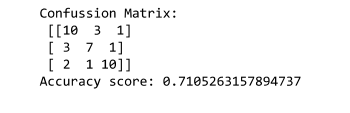 Confussion Matrix:
[[10  3  1]
[ 3  7  1]
[ 2  1 10]]
Accuracy score: 0.7105263157894737